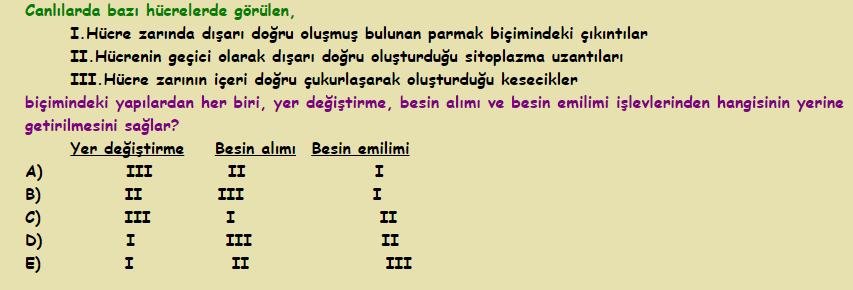 Canlılarda bazı hücrelerde görülen,
I.Hücre zarında dışarı doğru oluşmuş bulunan parmak biçimindeki çıkıntılar
II.Hücrenin geçici olarak dışarı doğru oluşturduğu sitoplazma uzantıları
III.Hücre zarının içeri doğru çukurlaşarak oluşturduğu kesecikler
biçimindeki yapılardan her biri, yer değiştirme, besin alımı ve besin emilimi işlevlerinden hangisinin yerine
getirilmesini sağlar?
Yer değiştirme Besin alımı Besin emilimi
A) III II I
B) II III I
C) III I II
D) I III II
E) I II III